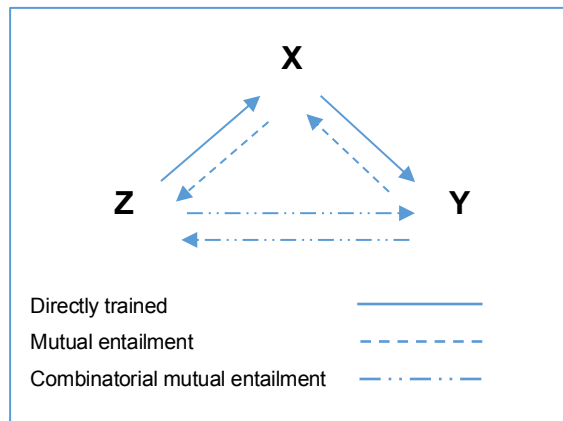 X
Z Y
Directly trained
Mutual entailment
Combinatorial mutual entailment